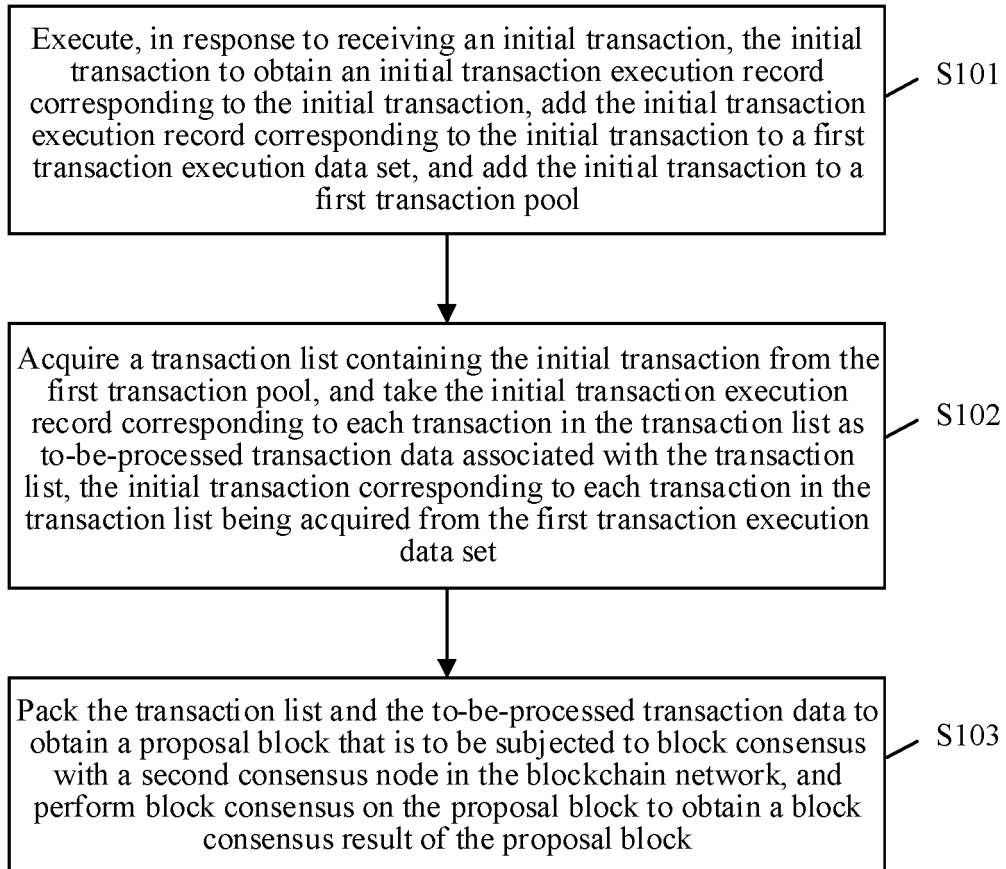 Execute, in response to receiving an initial transaction, the initial
transaction to obtain an initial transaction execution record
corresponding to the initial transaction, add the initial transaction
execution record corresponding to the initial transaction to a first
transaction execution data set, and add the initial transaction to a
first transaction pool
S101
Acquire a transaction list containing the initial transaction from the
first transaction pool, and take the initial transaction execution
record corresponding to each transaction in the transaction list as
to-be-processed transaction data associated with the transaction
list, the initial transaction corresponding to each transaction in the
transaction list being acquired from the first transaction execution
data set
S102
Pack the transaction list and the to-be-processed transaction data to
obtain a proposal block that is to be subjected to block consensus
with a second consensus node in the blockchain network, and
perform block consensus on the proposal block to obtain a block
consensus result of the proposal block
S103